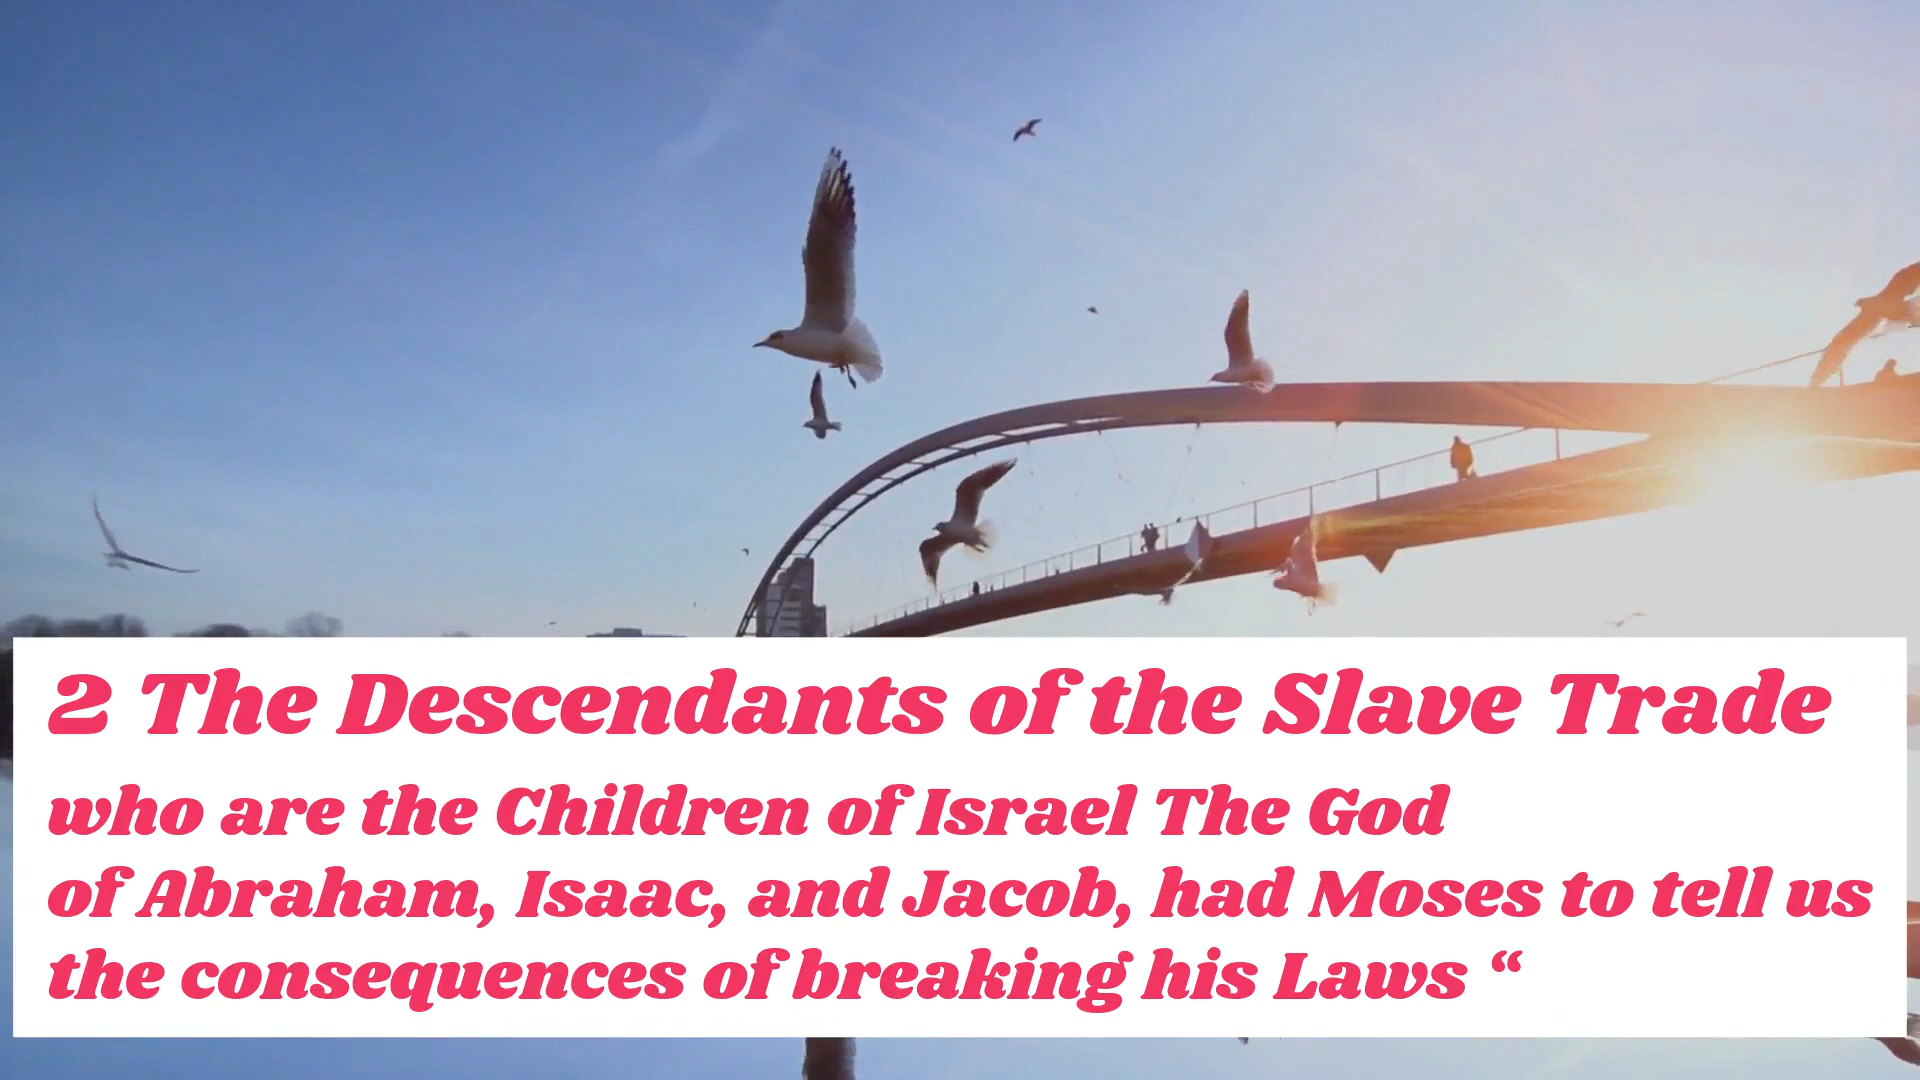 2 The Descendants of the Slave Trade
who are the Children of Israel The God
of Abraham, Isaac, and Jacob, had Moses to tell us
the consequences of breaking his Laws “